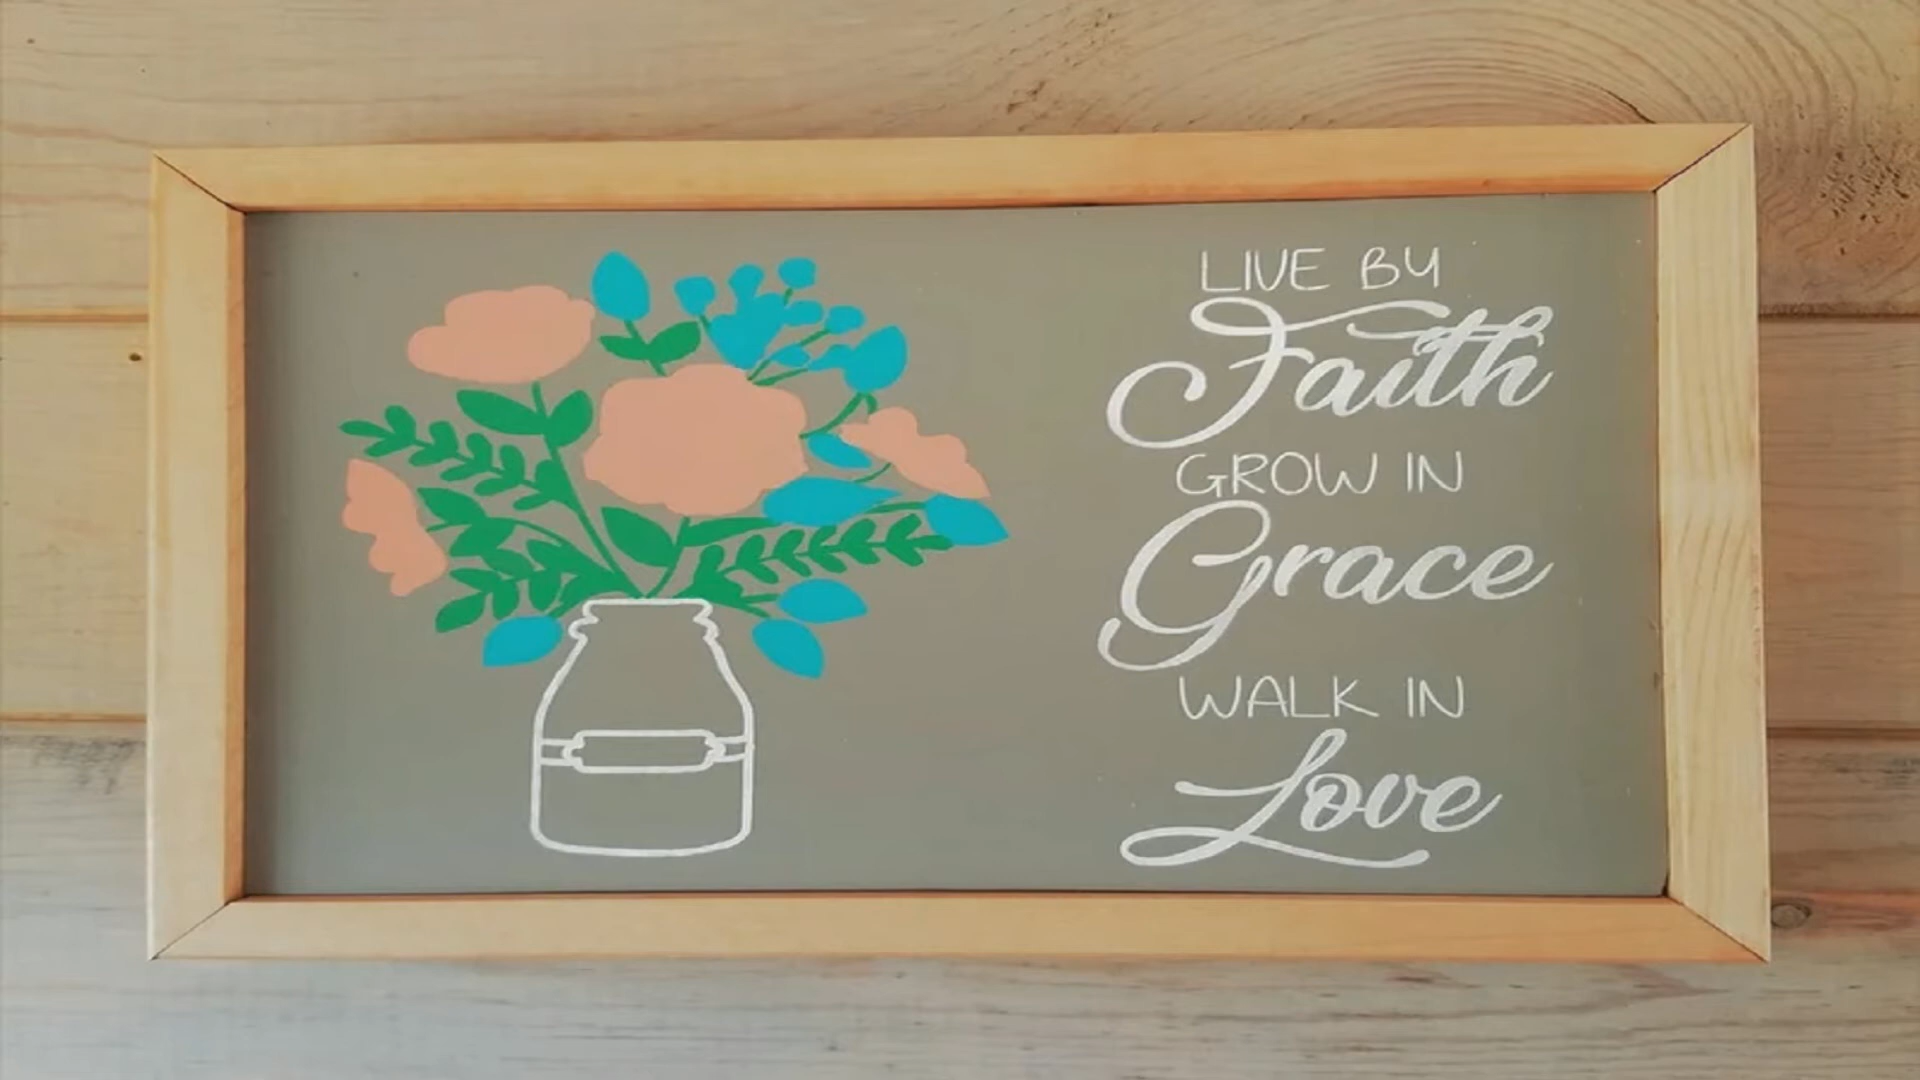 LIVE BY
Faith
GROW IN
Grace
WALK IN
Love